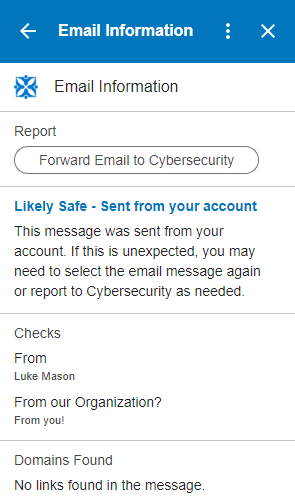 Email Information
Email Information
Report
Forward Email to Cybersecurity
Likely Safe - Sent from your account
This message was sent from your
account. If this is unexpected, you may
need to select the email message again
or report to Cybersecurity as needed.
Checks
From
Luke Mason
From our Organization?
From you!
Domains Found
No links found in the message.